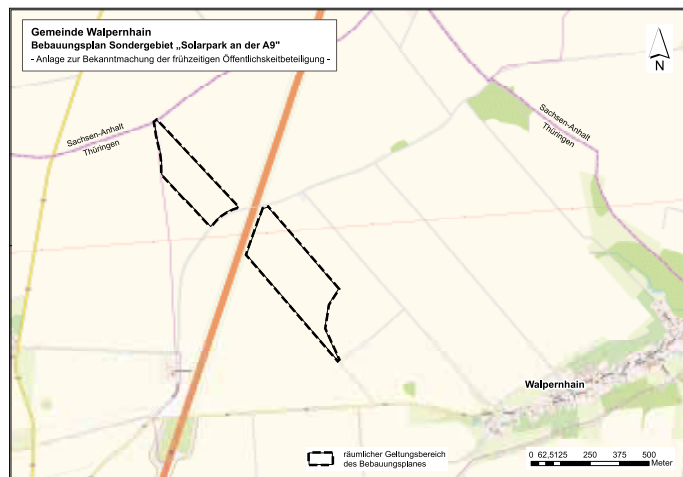 Gemeinde Walpernhain
Bebauungsplan Sondergebiet „Solarpark an der A9"
- Anlage zur Bekanntmachung der frühzeitigen Öffentlichskeitbeteiligung -
N
Sachsen-Anhalt
Thüringen
Sachsen-Anhalt
Thüringen
Walpernhain
räumlicher Geltungsbereich
des Bebauungsplanes
0 62,5125 250 375 500
Meter